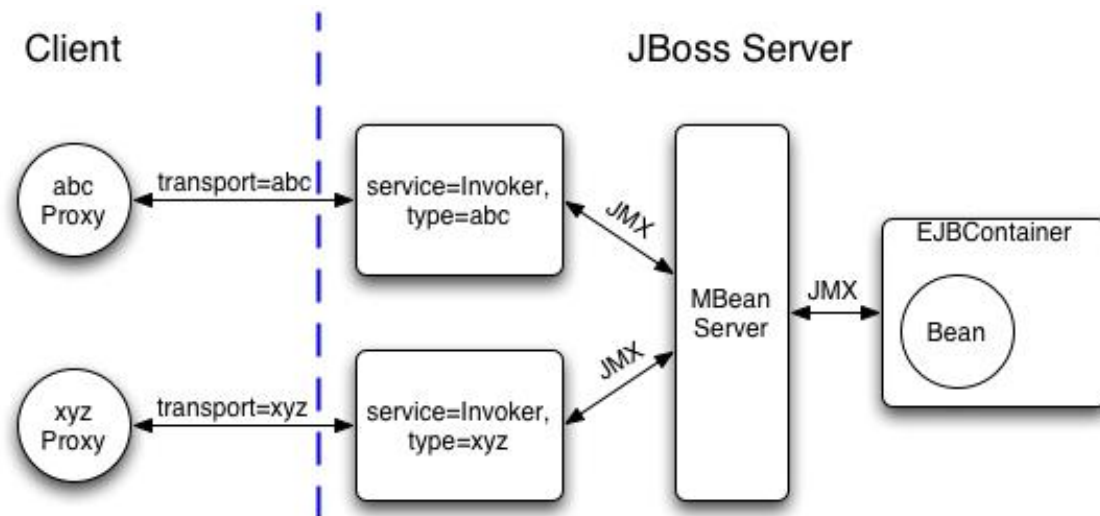 Client
JBoss Server
abc
Proxy
transport=abc
service=Invoker,
type=abc
JMX
MBean
Server
JMX
EJBContainer
Bean
xyz
Proxy
transport=xyz
service=Invoker,
type=xyz
JMX